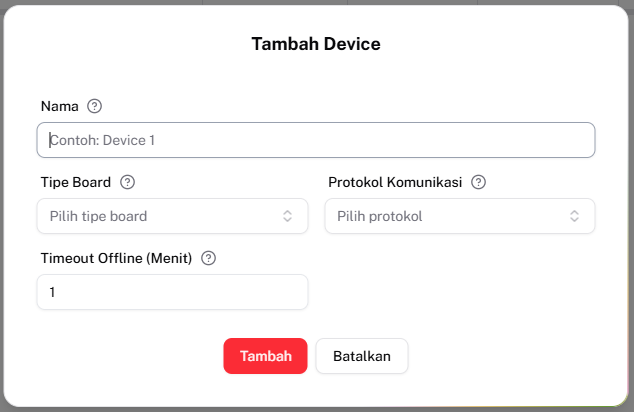 Tambah Device
Nama ?
Contoh: Device 1
Tipe Board ? Protokol Komunikasi ?
Pilih tipe board Pilih protokol
Timeout Offline (Menit) ?
1
Tambah Batalkan